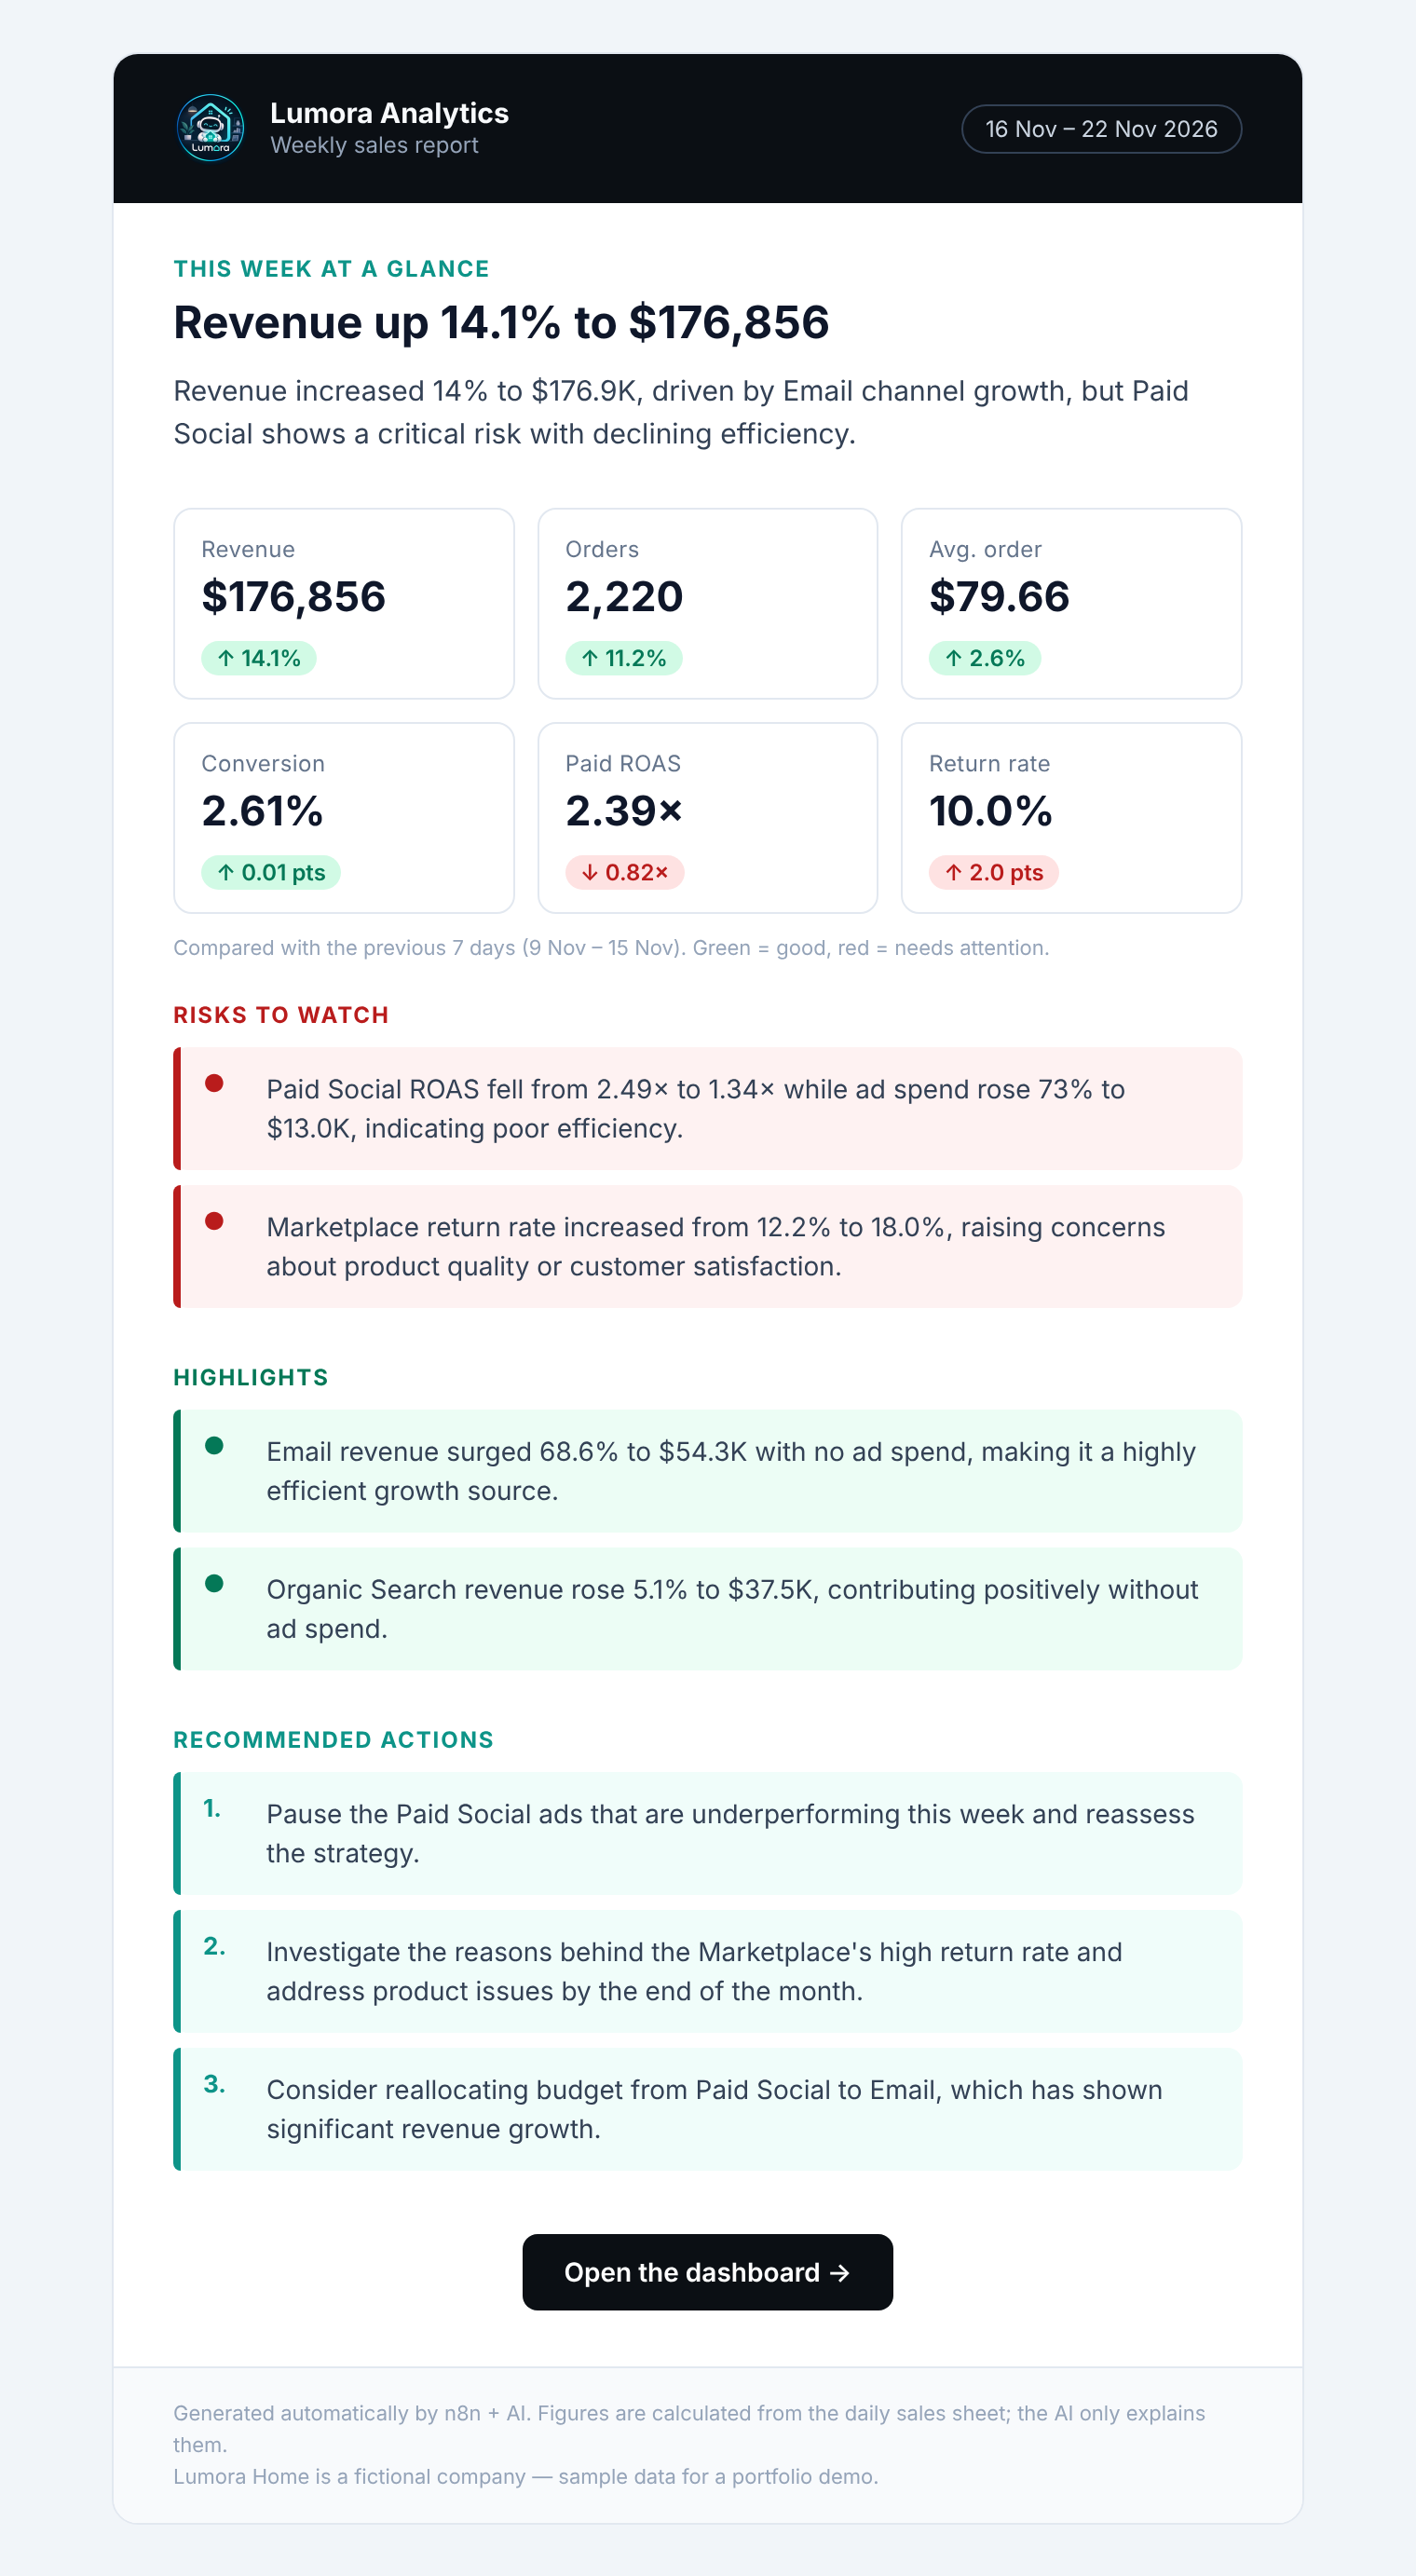 Lumora
Lumora Analytics
Weekly sales report
16 Nov – 22 Nov 2026
THIS WEEK AT A GLANCE
Revenue up 14.1% to $176,856
Revenue increased 14% to $176.9K, driven by Email channel growth, but Paid
Social shows a critical risk with declining efficiency.
Revenue
$176,856
↑ 14.1%
Orders
2,220
↑ 11.2%
Avg. order
$79.66
↑ 2.6%
Conversion
2.61%
↑ 0.01 pts
Paid ROAS
2.39×
↓ 0.82×
Return rate
10.0%
↑ 2.0 pts
Compared with the previous 7 days (9 Nov – 15 Nov). Green = good, red = needs attention.
RISKS TO WATCH
Paid Social ROAS fell from 2.49× to 1.34× while ad spend rose 73% to
$13.0K, indicating poor efficiency.
Marketplace return rate increased from 12.2% to 18.0%, raising concerns
about product quality or customer satisfaction.
HIGHLIGHTS
Email revenue surged 68.6% to $54.3K with no ad spend, making it a highly
efficient growth source.
Organic Search revenue rose 5.1% to $37.5K, contributing positively without
ad spend.
RECOMMENDED ACTIONS
1. Pause the Paid Social ads that are underperforming this week and reassess
the strategy.
2. Investigate the reasons behind the Marketplace's high return rate and
address product issues by the end of the month.
3. Consider reallocating budget from Paid Social to Email, which has shown
significant revenue growth.
Open the dashboard →
Generated automatically by n8n + AI. Figures are calculated from the daily sales sheet; the AI only explains
them.
Lumora Home is a fictional company — sample data for a portfolio demo.